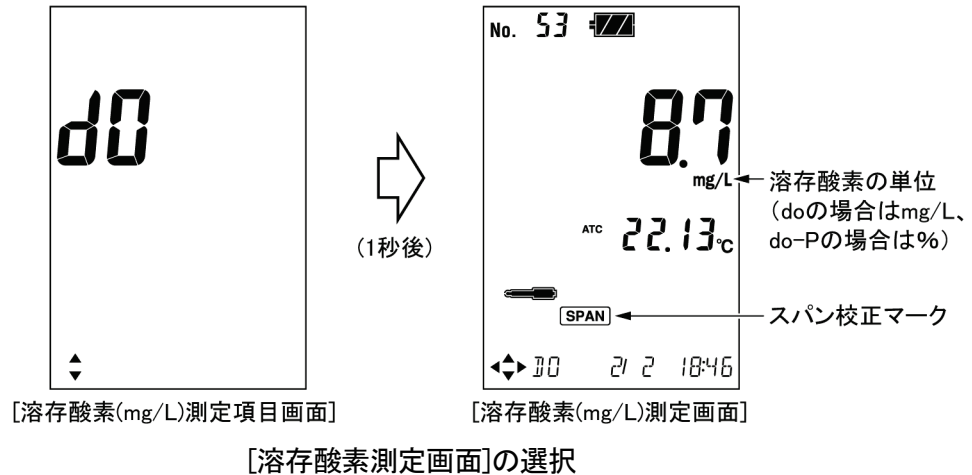 dO
No. 53
8.7
mg/L
溶存酸素の単位
(doの場合はmg/L、
do-Pの場合は%)
(1秒後)
ATC 22.13℃
SPAN
スパン校正マーク
DO 21 2 18:46
[溶存酸素(mg/L)測定項目画面]
[溶存酸素(mg/L)測定画面]
[溶存酸素測定画面]の選択